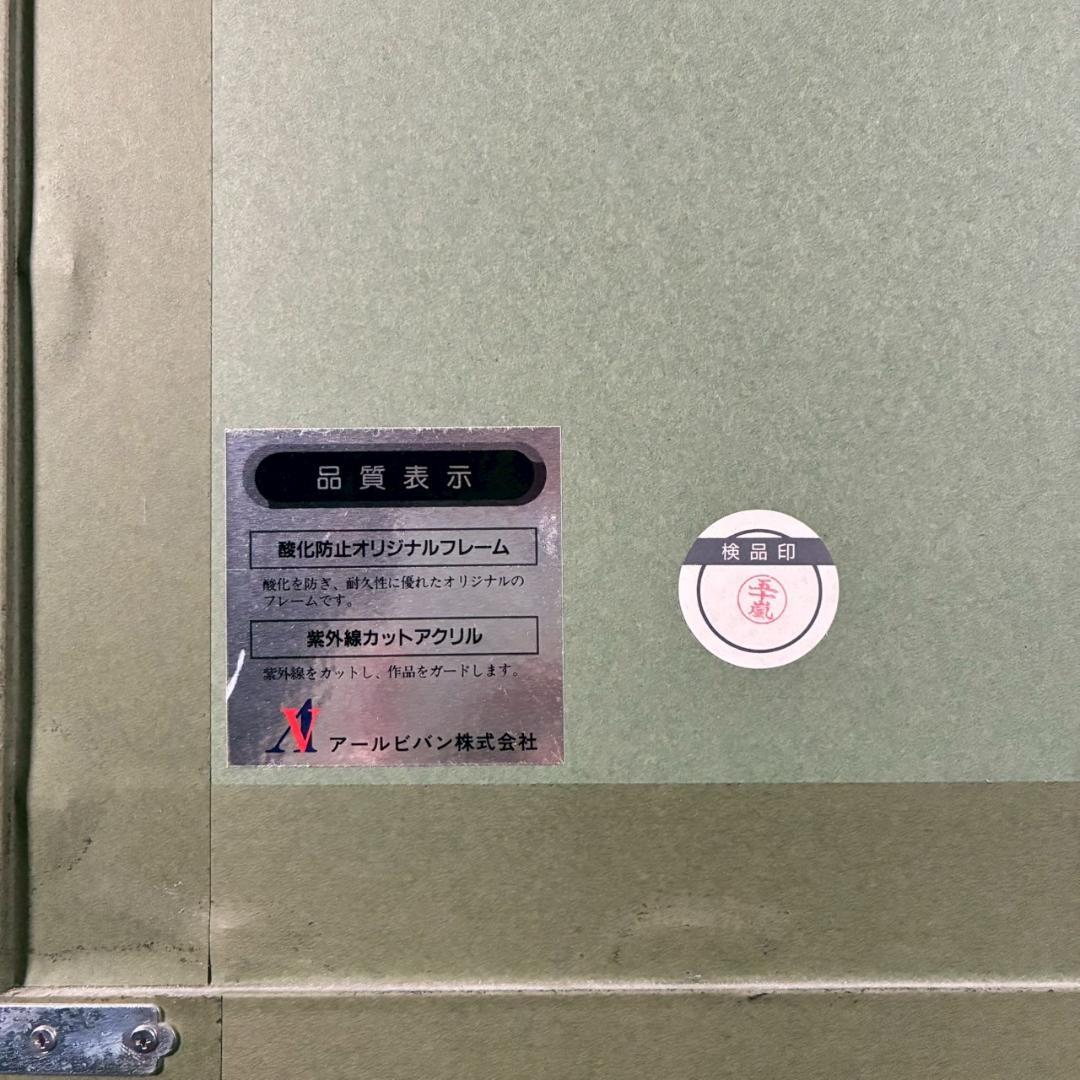 品質表示
酸化防止オリジナルフレーム
酸化を防ぎ、耐久性に優れたオリジナルの
フレームです。
紫外線カットアクリル
紫外線をカットし、作品をガードします。
AV アールビバン株式会社
検品印
五十嵐